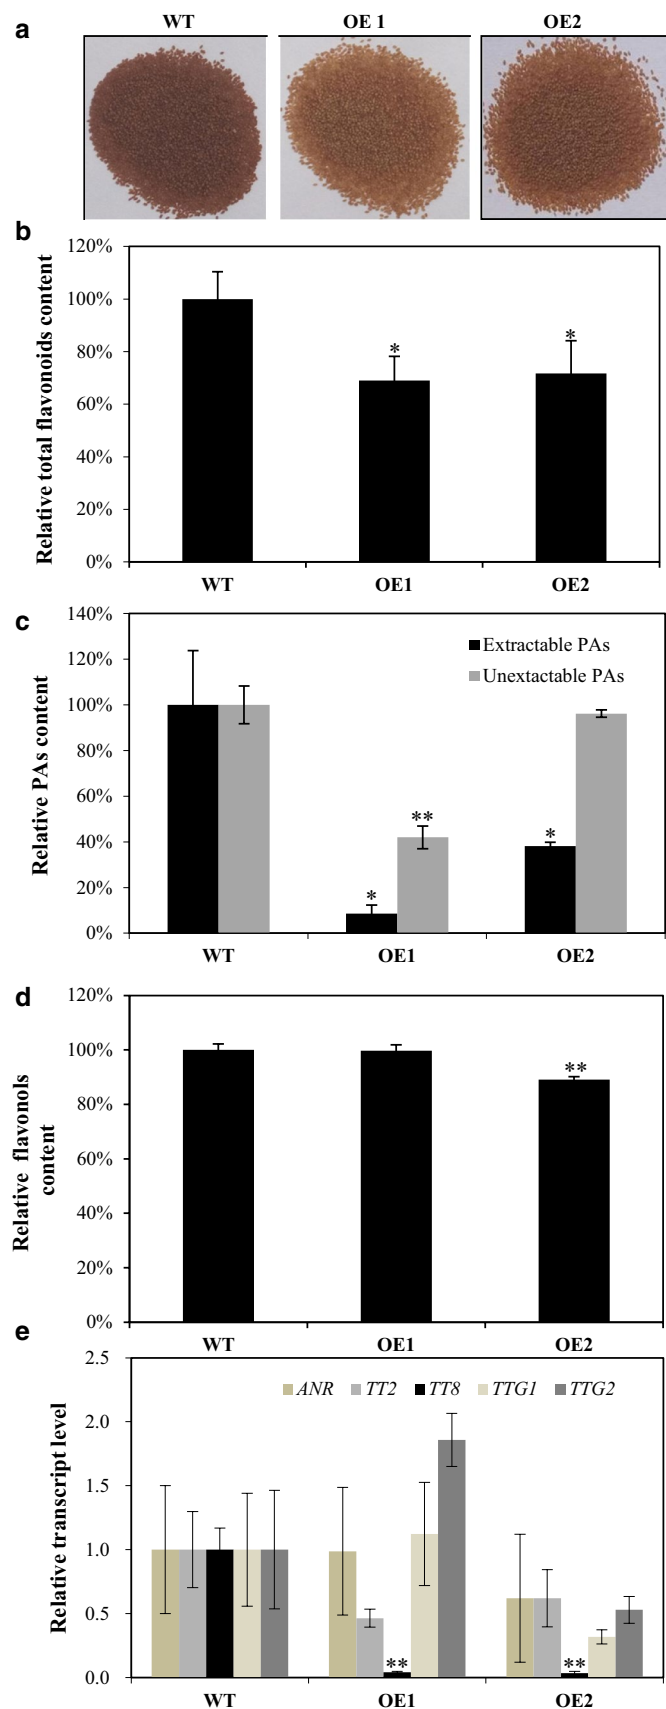 a
WT OE 1 OE2
b
Relative total flavonoids content
120%
100%
80%
60%
40%
20%
0%
* *
WT OE1 OE2
c
Relative PAs content
140%
120%
100%
80%
60%
40%
20%
0%
Extractable PAs
Unextactable PAs
* ** *
WT OE1 OE2
d
Relative flavonols
content
120%
100%
80%
60%
40%
20%
0%
**
WT OE1 OE2
e
Relative transcript level
2.5
2.0
1.5
1.0
0.5
0.0
ANR TT2 TT8 TTG1 TTG2
** **
WT OE1 OE2